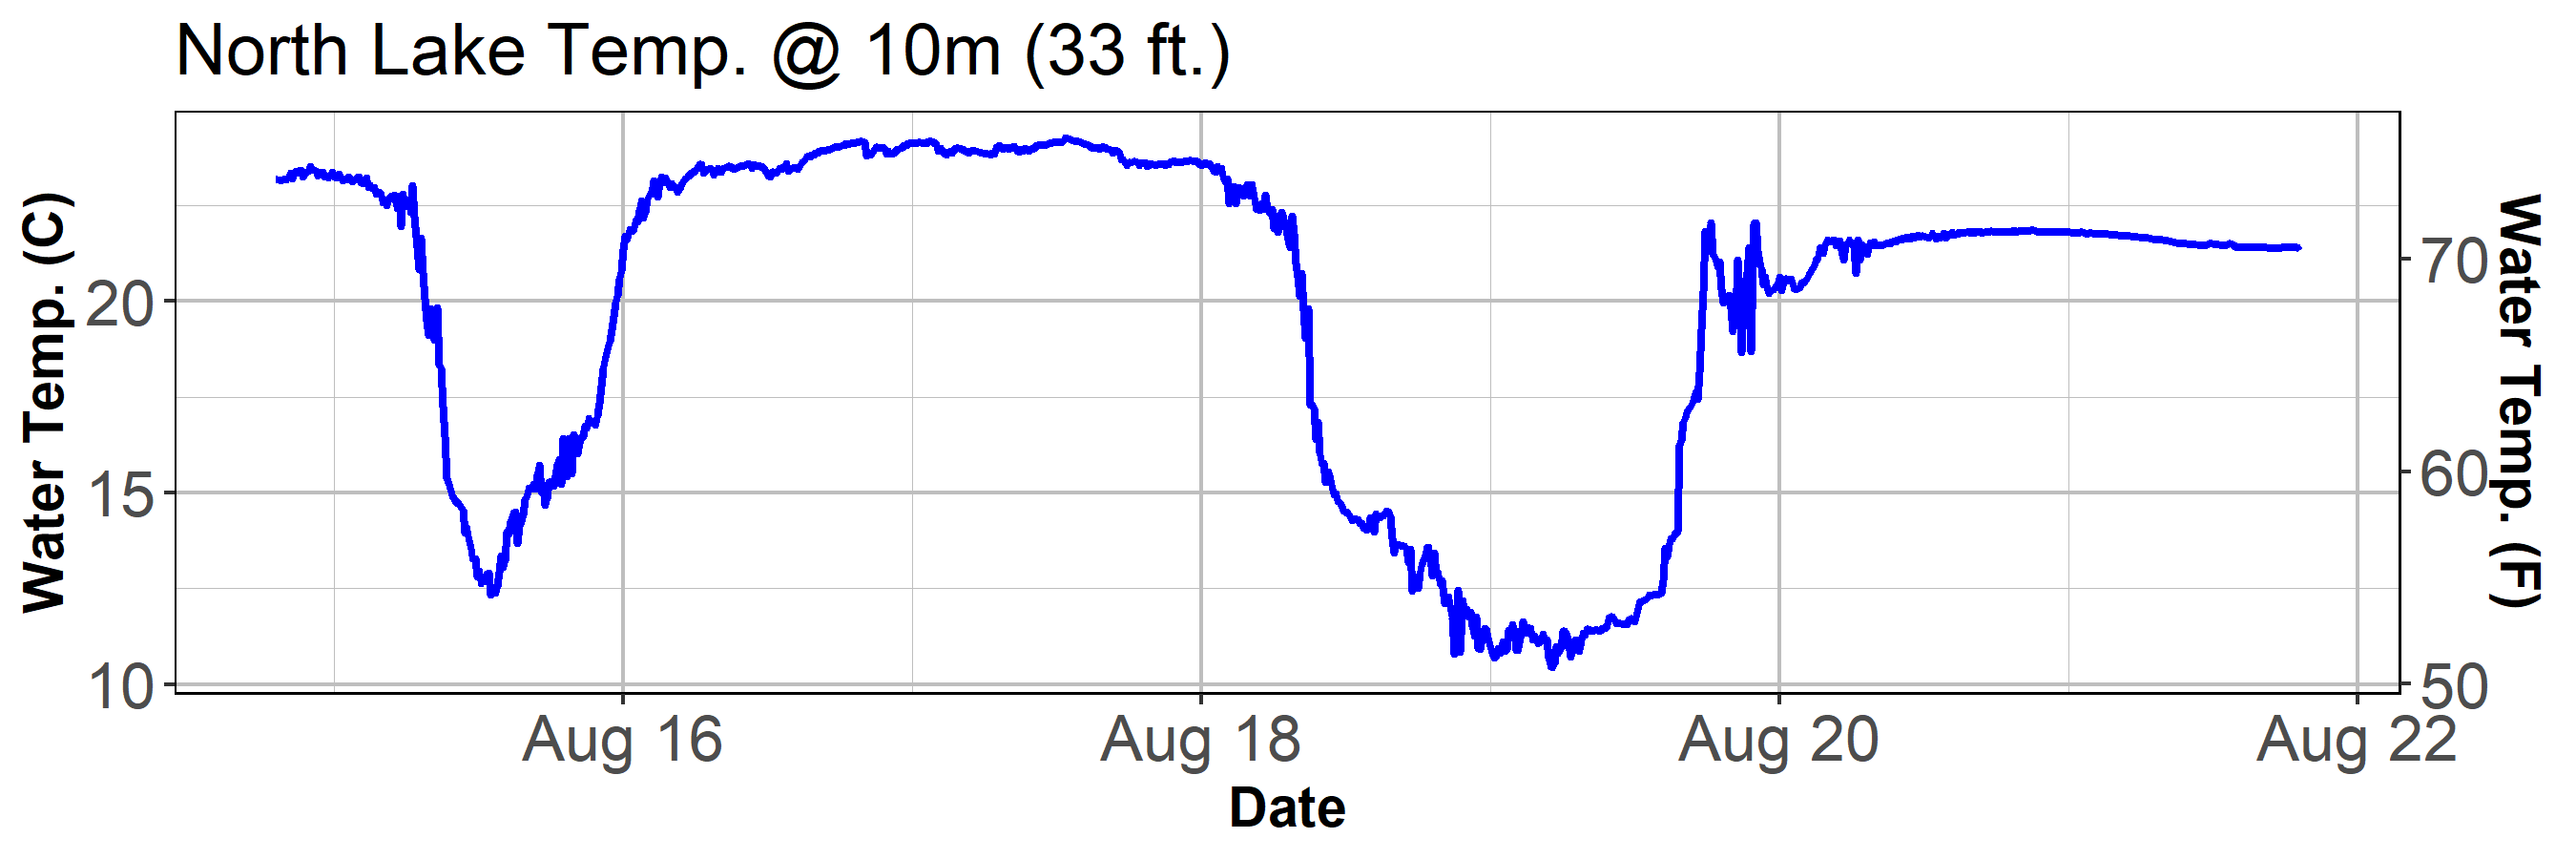 North Lake Temp. @ 10m (33 ft.)
Water Temp. (C)
20
15
10
70
60
50
Water Temp. (F)
Aug 16 Aug 18 Aug 20 Aug 22
Date